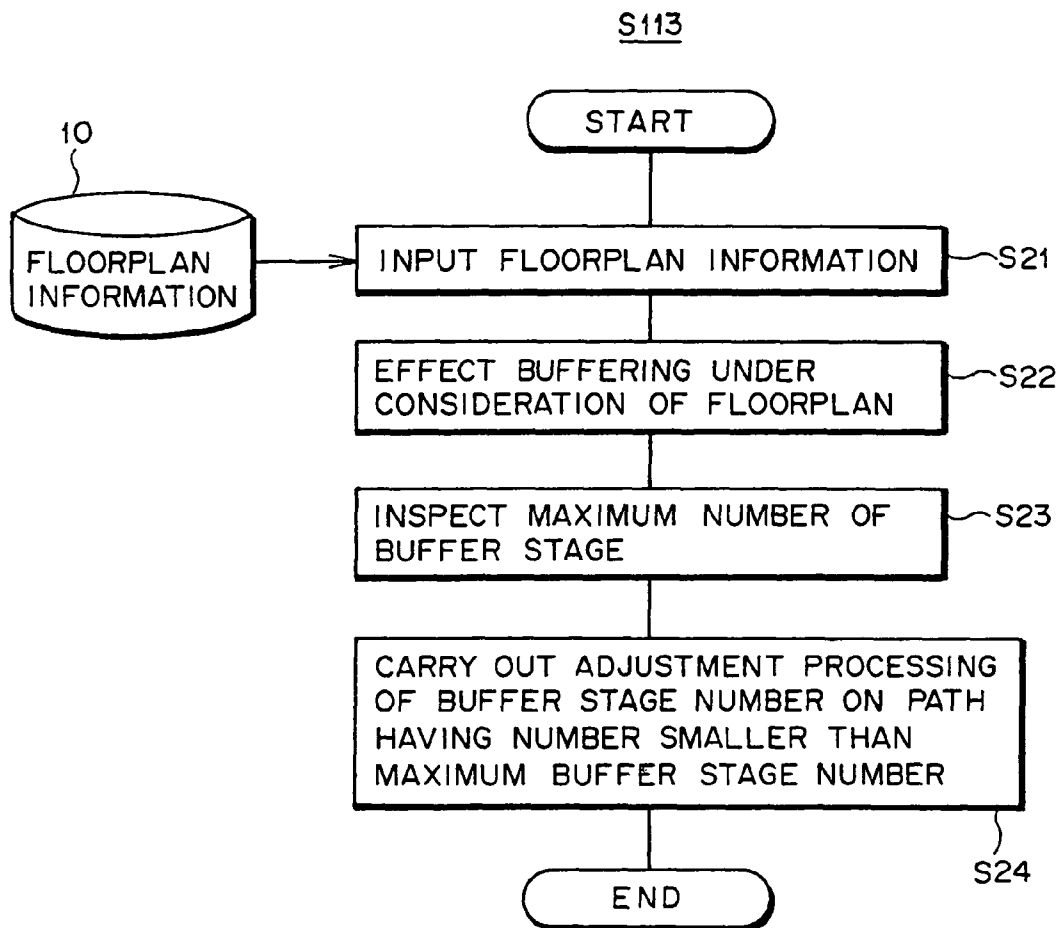 S113
START
10
FLOORPLAN
INFORMATION
INPUT FLOORPLAN INFORMATION
S21
EFFECT BUFFERING UNDER
CONSIDERATION OF FLOORPLAN
S22
INSPECT MAXIMUM NUMBER OF
BUFFER STAGE
S23
CARRY OUT ADJUSTMENT PROCESSING
OF BUFFER STAGE NUMBER ON PATH
HAVING NUMBER SMALLER THAN
MAXIMUM BUFFER STAGE NUMBER
S24
END